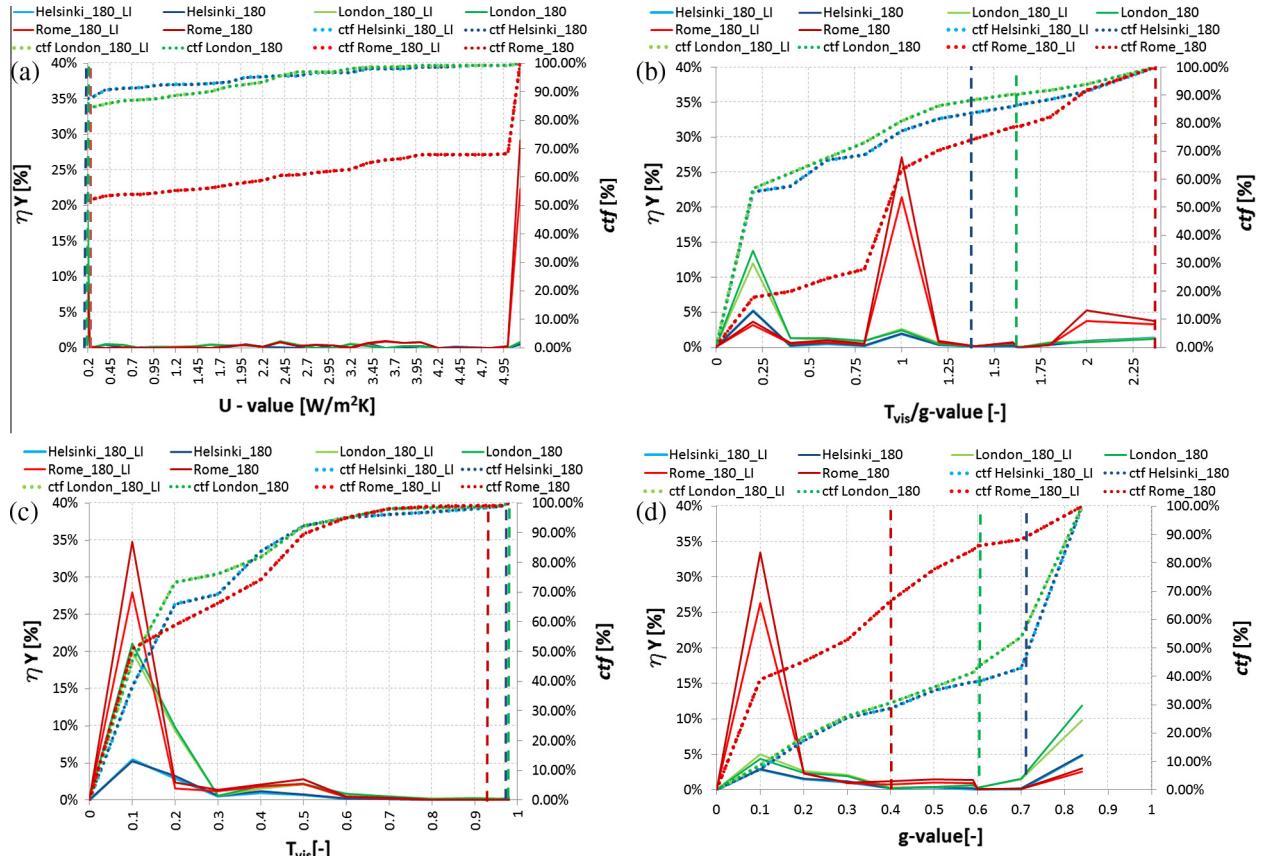 Helsinki_180_LI Helsinki_180 London_180_LI London_180
Rome_180_LI Rome_180 ctf Helsinki_180_LI ctf Helsinki_180
ctf London_180_LI ctf London_180 ctf Rome_180_LI ctf Rome_180
(a)
40% 35% 30% 25% 20% 15% 10% 5% 0%
η Y [%]
100.00% 90.00% 80.00% 70.00% 60.00% 50.00% 40.00% 30.00% 20.00% 10.00% 0.00%
ctf [%]
0.2 0.45 0.7 0.95 1.2 1.45 1.7 1.95 2.2 2.45 2.7 2.95 3.2 3.45 3.7 3.95 4.2 4.45 4.7 4.95
U - value [W/m²K]
Helsinki_180_LI Helsinki_180 London_180_LI London_180
Rome_180_LI Rome_180 ctf Helsinki_180_LI ctf Helsinki_180
ctf London_180_LI ctf London_180 ctf Rome_180_LI ctf Rome_180
(b)
40% 35% 30% 25% 20% 15% 10% 5% 0%
η Y [%]
100.00% 90.00% 80.00% 70.00% 60.00% 50.00% 40.00% 30.00% 20.00% 10.00% 0.00%
ctf [%]
0 0.25 0.5 0.75 1 1.25 1.5 1.75 2 2.25
Tvis/g-value [-]
Helsinki_180_LI Helsinki_180 London_180_LI London_180
Rome_180_LI Rome_180 ctf Helsinki_180_LI ctf Helsinki_180
ctf London_180_LI ctf London_180 ctf Rome_180_LI ctf Rome_180
(c)
40% 35% 30% 25% 20% 15% 10% 5% 0%
η Y [%]
100.00% 90.00% 80.00% 70.00% 60.00% 50.00% 40.00% 30.00% 20.00% 10.00% 0.00%
ctf [%]
0 0.1 0.2 0.3 0.4 0.5 0.6 0.7 0.8 0.9 1
Tvis[-]
Helsinki_180_LI Helsinki_180 London_180_LI London_180
Rome_180_LI Rome_180 ctf Helsinki_180_LI ctf Helsinki_180
ctf London_180_LI ctf London_180 ctf Rome_180_LI ctf Rome_180
(d)
40% 35% 30% 25% 20% 15% 10% 5% 0%
η Y [%]
100.00% 90.00% 80.00% 70.00% 60.00% 50.00% 40.00% 30.00% 20.00% 10.00% 0.00%
ctf [%]
0 0.1 0.2 0.3 0.4 0.5 0.6 0.7 0.8 0.9 1
g-value[-]